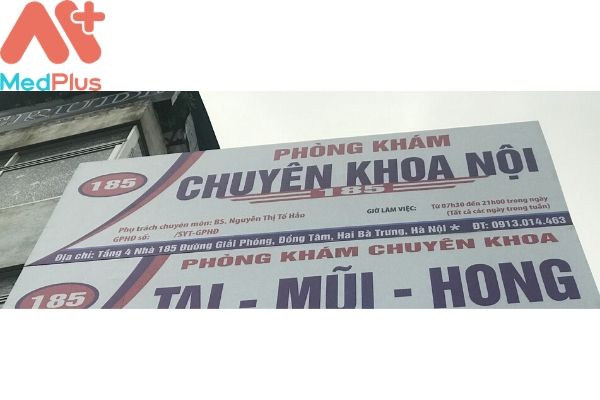 MedPlus
PHÒNG KHÁM
185
CHUYÊN KHOA NỘI
185
Phụ trách chuyên môn: BS. Nguyễn Thị Tố Hảo
GPHĐ số: /SYT-GPHĐ
GIỜ LÀM VIỆC: Từ 07h30 đến 21h00 trong ngày
(Tất cả các ngày trong tuần)
Địa chỉ: Tầng 4 Nhà 185 Đường Giải Phóng, Đồng Tâm, Hai Bà Trưng, Hà Nội * ĐT: 0913.014.463
PHÒNG KHÁM CHUYÊN KHOA
185
TAI - MŨI - HỌNG